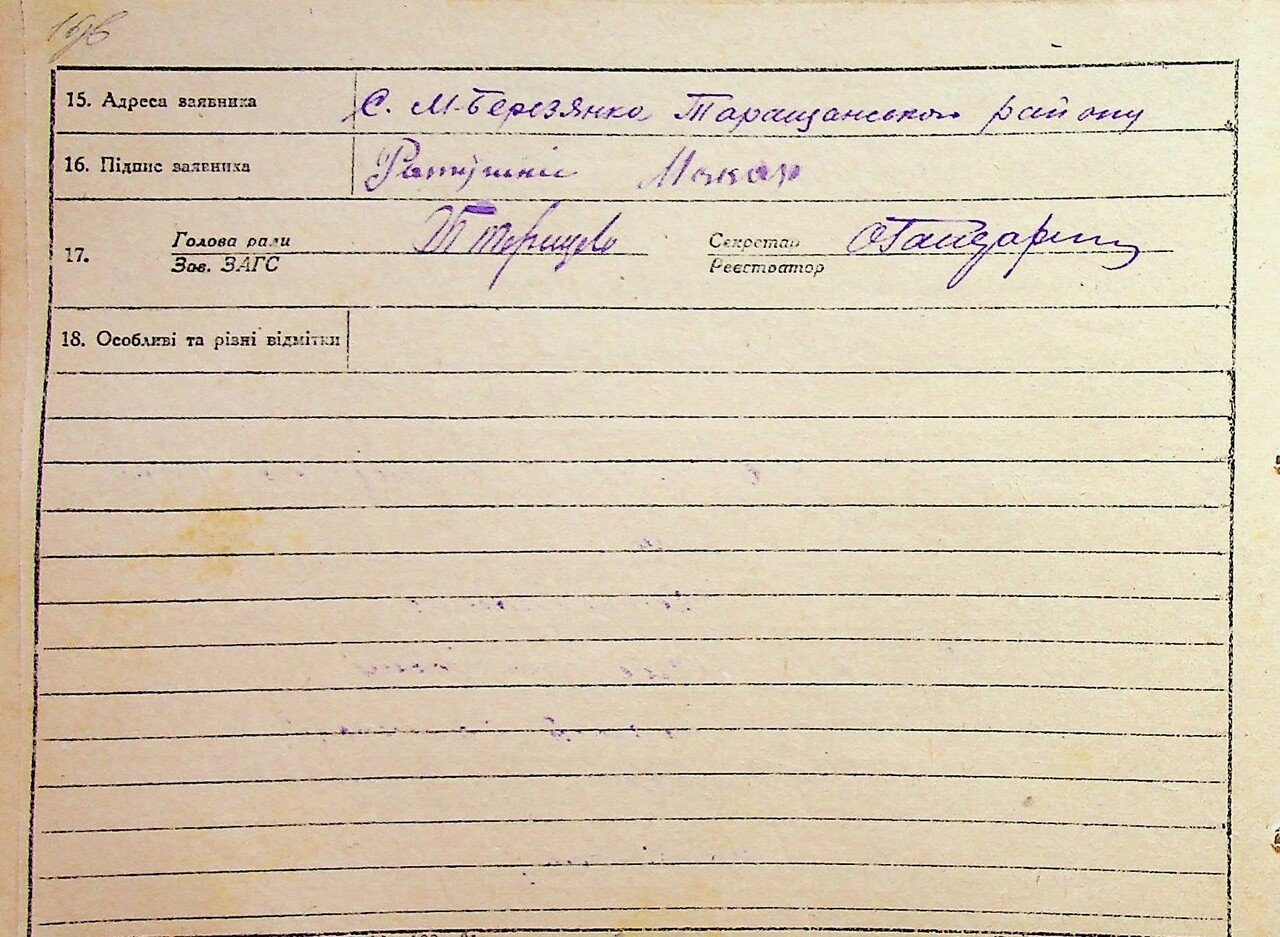 15. Адреса заявника С. М-Березянка Таращанського району
16. Підпис заявника Ратушній Макар
17. Голова ради Секретар
Зав. ЗАГС Реєстратор
18. Особливі та різні відмітки